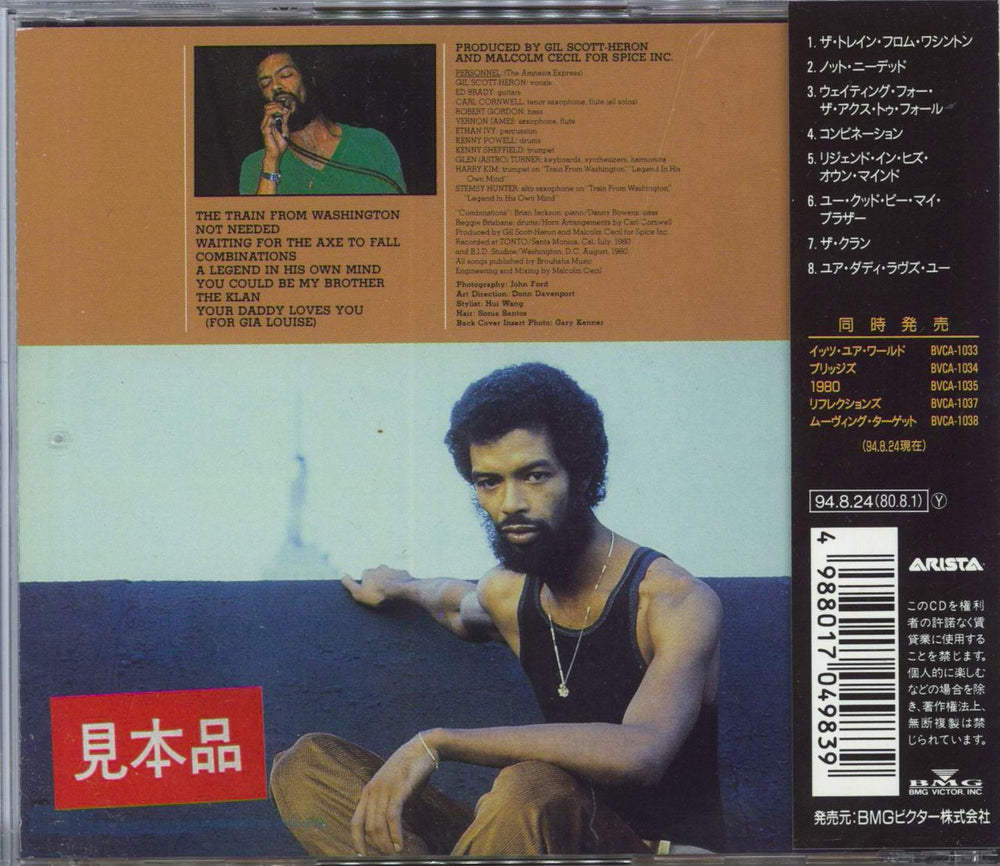 PRODUCED BY GIL SCOTT-HERON
AND MALCOLM CECIL FOR SPICE INC.
PERSONNEL: (The Amnesia Express)
GIL SCOTT-HERON: vocals
ED BRADY: guitars
CARL CORNWELL: tenor saxophone, flute (all solos)
ROBERT GORDON: bass
VERNON JAMES: saxophone, flute
ETHAN IVY: percussion
KENNY POWELL: drums
KENNY SHEFFIELD: trumpet
GLEN (ASTRO) TURNER: keyboards, synthesizers, harmonica
HARRY KIM: trumpet on "Train From Washington," "Legend In His
Own Mind"
STEMSY HUNTER: alto saxophone on "Train From Washington,"
"Legend In His Own Mind"
"Combinations": Brian Jackson: piano/Danny Bowens: bass
Reggie Brisbane: drums/Horn Arrangements by Carl Cornwell
Produced by Gil Scott-Heron and Malcolm Cecil for Spice Inc.
Recorded at TONTO/Santa Monica, Cal. July, 1980
and B.I.D. Studios/Washington, D.C. August, 1980.
All songs published by Brouhaha Music
Engineering and Mixing by Malcolm Cecil
Photography: John Ford
Art Direction: Donn Davenport
Stylist: Hui Wang
Hair: Sonia Santos
Back Cover Insert Photo: Gary Kenner
THE TRAIN FROM WASHINGTON
NOT NEEDED
WAITING FOR THE AXE TO FALL
COMBINATIONS
A LEGEND IN HIS OWN MIND
YOU COULD BE MY BROTHER
THE KLAN
YOUR DADDY LOVES YOU
(FOR GIA LOUISE)
見本品
1. ザ・トレイン・フロム・ワシントン
2. ノット・ニーデッド
3. ウェイティング・フォー・
ザ・アクス・トゥ・フォール
4. コンビネーション
5. リジェンド・イン・ヒズ・
オウン・マインド
6. ユー・クッド・ビー・マイ・
ブラザー
7. ザ・クラン
8. ユア・ダディ・ラヴズ・ユー
同時発売
イッツ・ユア・ワールド BVCA-1033
ブリッジズ BVCA-1034
1980 BVCA-1035
リフレクションズ BVCA-1037
ムーヴィング・ターゲット BVCA-1038
(94.8.24現在)
94.8.24(80.8.1) Y
4 988017 049839
ARISTA
このCDを権利
者の許諾なく賃
貸業に使用する
ことを禁じます。
個人的に楽しむ
などの場合を除
き、著作権法上、
無断複製は禁
じられています。
BMG
BMG VICTOR, INC.
発売元:BMGビクター株式会社